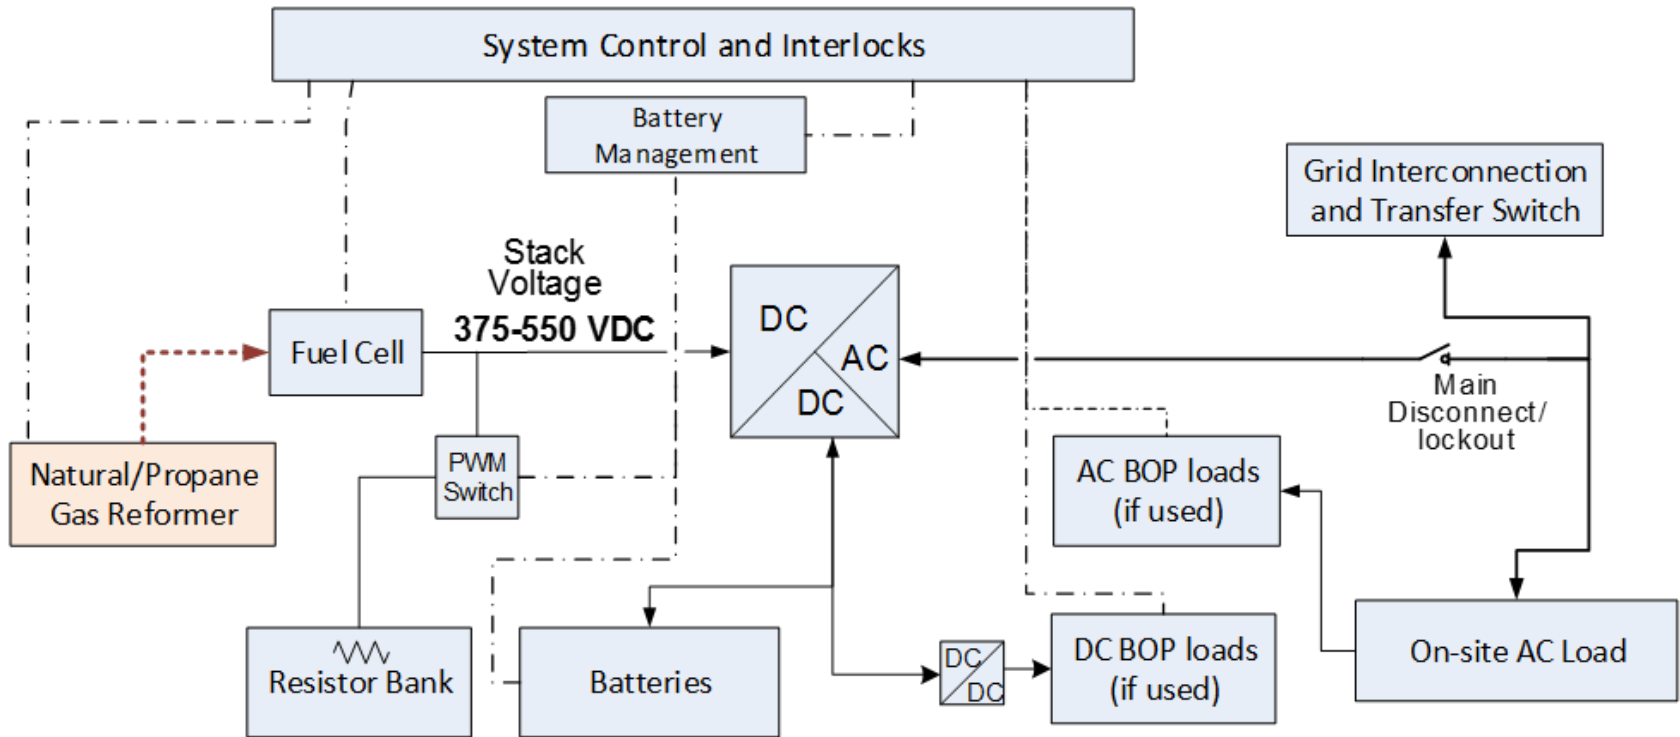 System Control and Interlocks
Battery
Management
Grid Interconnection
and Transfer Switch
Stack
Voltage
375-550 VDC
Fuel Cell
DC
AC
DC
Main
Disconnect/
lockout
Natural/Propane
Gas Reformer
PWM
Switch
AC BOP loads
(if used)
Resistor Bank
Batteries
DC
DC
DC BOP loads
(if used)
On-site AC Load